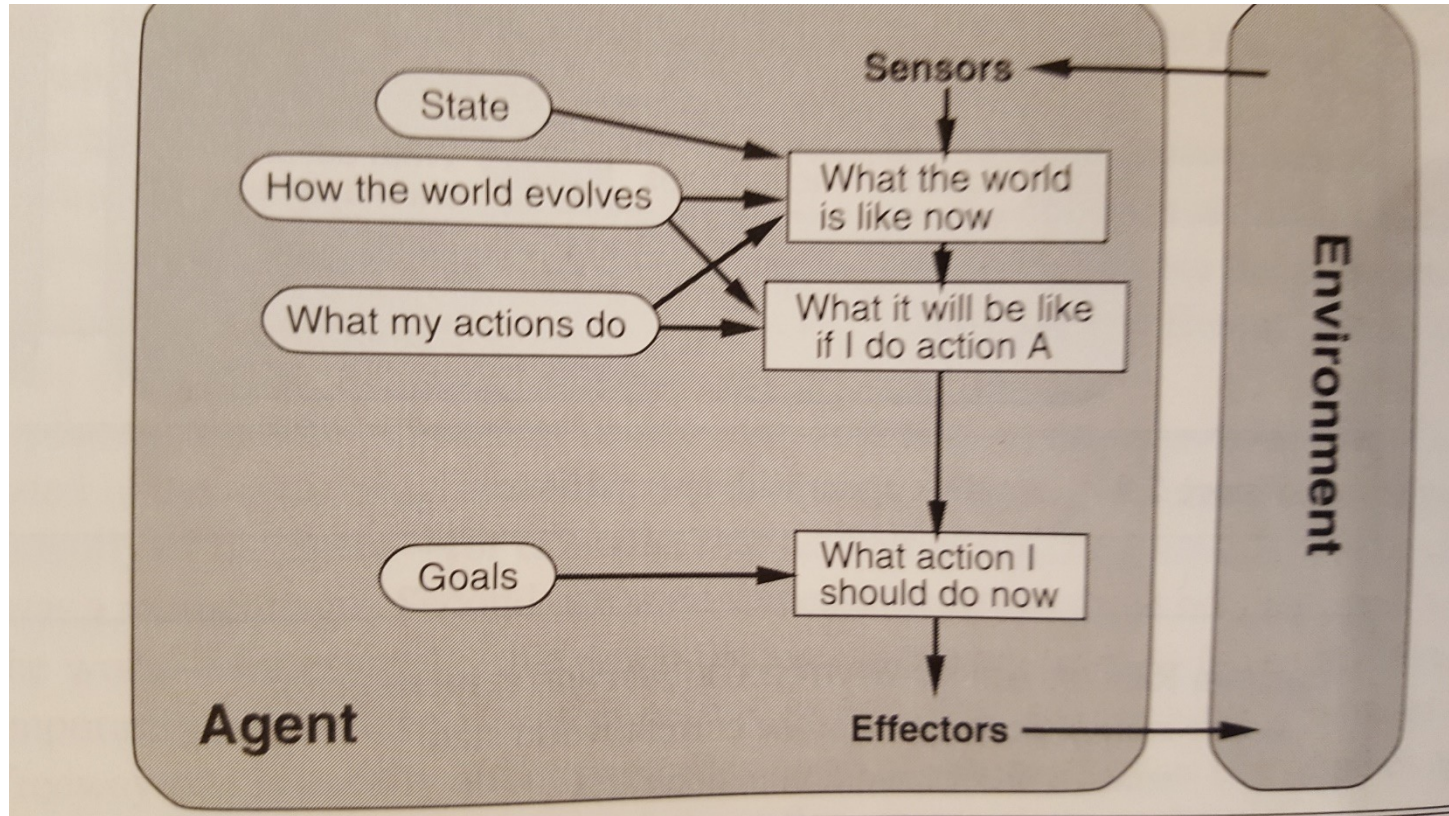 Sensors
State
How the world evolves
What the world
is like now
What my actions do
What it will be like
if I do action A
Environment
Goals
What action I
should do now
Agent
Effectors